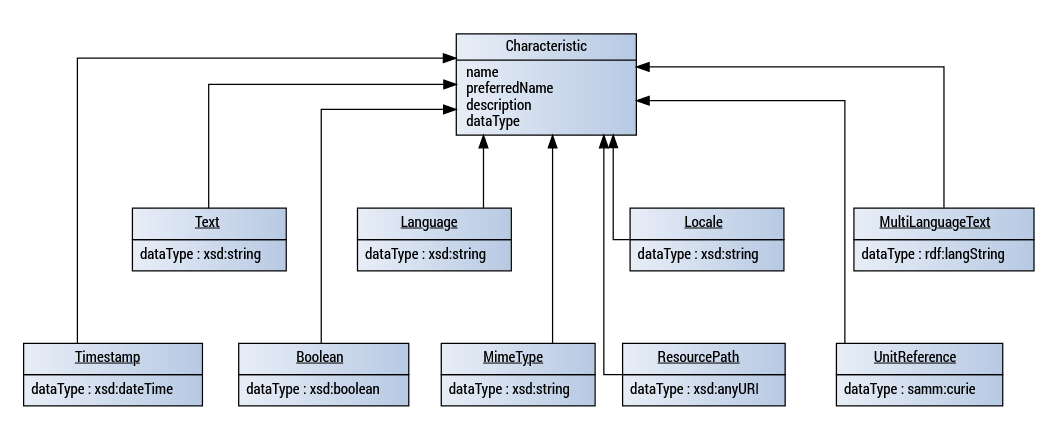 Characteristic
name
preferredName
description
dataType
Text
dataType : xsd:string
Language
dataType : xsd:string
Locale
dataType : xsd:string
MultiLanguageText
dataType : rdf:langString
Timestamp
dataType : xsd:dateTime
Boolean
dataType : xsd:boolean
MimeType
dataType : xsd:string
ResourcePath
dataType : xsd:anyURI
UnitReference
dataType : samm:curie